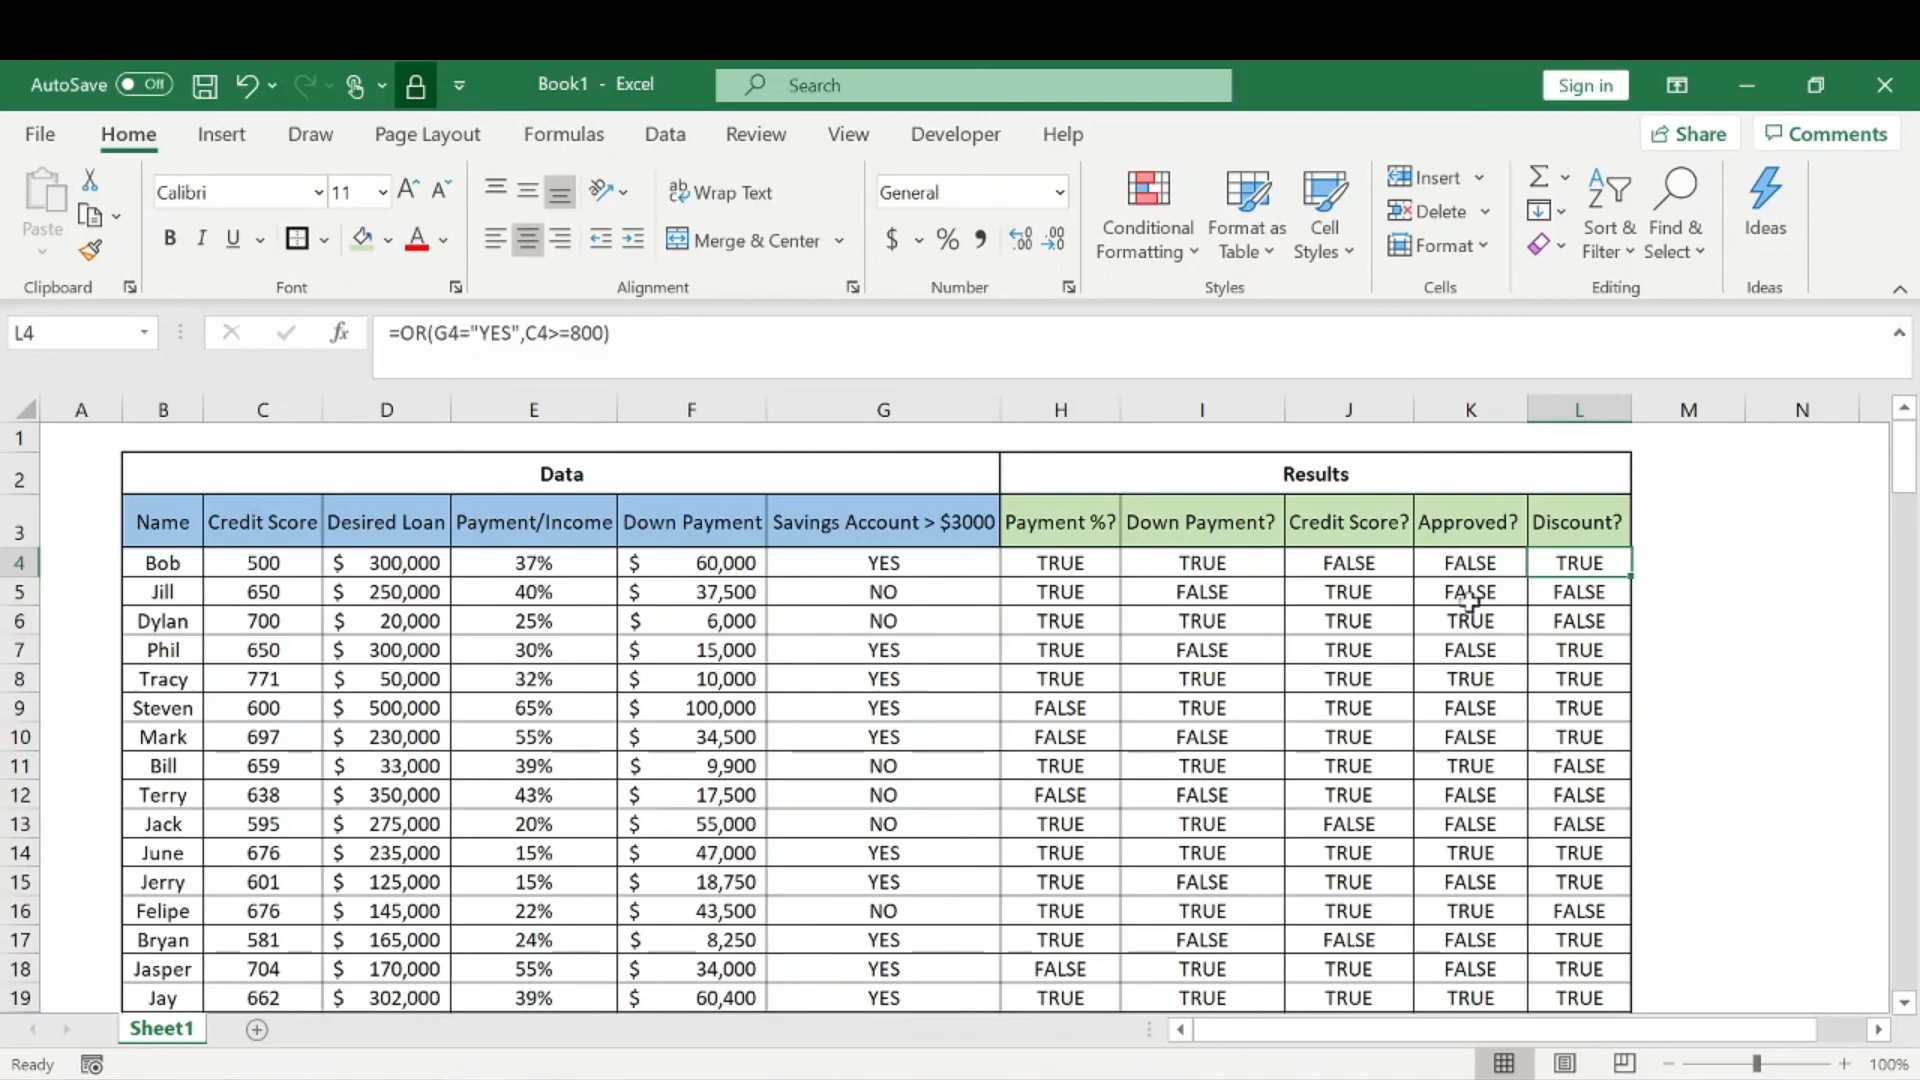 AutoSave Off Book1 - Excel Search Sign in
File Home Insert Draw Page Layout Formulas Data Review View Developer Help Share Comments
Paste
Calibri 11
Wrap Text
Merge & Center
General
Conditional Formatting
Format as Table
Cell Styles
Insert
Delete
Format
Sort & Filter
Find & Select
Ideas
Clipboard Font Alignment Number Styles Cells Editing Ideas
L4 fx =OR(G4="YES",C4>=800)
A B C D E F G H I J K L M N
1
2 Data Results
3 Name Credit Score Desired Loan Payment/Income Down Payment Savings Account > $3000 Payment %? Down Payment? Credit Score? Approved? Discount?
4 Bob 500 $ 300,000 37% $ 60,000 YES TRUE TRUE FALSE FALSE TRUE
5 Jill 650 $ 250,000 40% $ 37,500 NO TRUE FALSE TRUE FALSE FALSE
6 Dylan 700 $ 20,000 25% $ 6,000 NO TRUE TRUE TRUE TRUE FALSE
7 Phil 650 $ 300,000 30% $ 15,000 YES TRUE FALSE TRUE FALSE TRUE
8 Tracy 771 $ 50,000 32% $ 10,000 YES TRUE TRUE TRUE TRUE TRUE
9 Steven 600 $ 500,000 65% $ 100,000 YES FALSE TRUE TRUE FALSE TRUE
10 Mark 697 $ 230,000 55% $ 34,500 YES FALSE FALSE TRUE FALSE TRUE
11 Bill 659 $ 33,000 39% $ 9,900 NO TRUE TRUE TRUE TRUE FALSE
12 Terry 638 $ 350,000 43% $ 17,500 NO FALSE FALSE TRUE FALSE FALSE
13 Jack 595 $ 275,000 20% $ 55,000 NO TRUE TRUE FALSE FALSE FALSE
14 June 676 $ 235,000 15% $ 47,000 YES TRUE TRUE TRUE TRUE TRUE
15 Jerry 601 $ 125,000 15% $ 18,750 YES TRUE FALSE TRUE FALSE TRUE
16 Felipe 676 $ 145,000 22% $ 43,500 NO TRUE TRUE TRUE TRUE FALSE
17 Bryan 581 $ 165,000 24% $ 8,250 YES TRUE FALSE FALSE FALSE TRUE
18 Jasper 704 $ 170,000 55% $ 34,000 YES FALSE TRUE TRUE FALSE TRUE
19 Jay 662 $ 302,000 39% $ 60,400 YES TRUE TRUE TRUE TRUE TRUE
Sheet1
Ready 100%